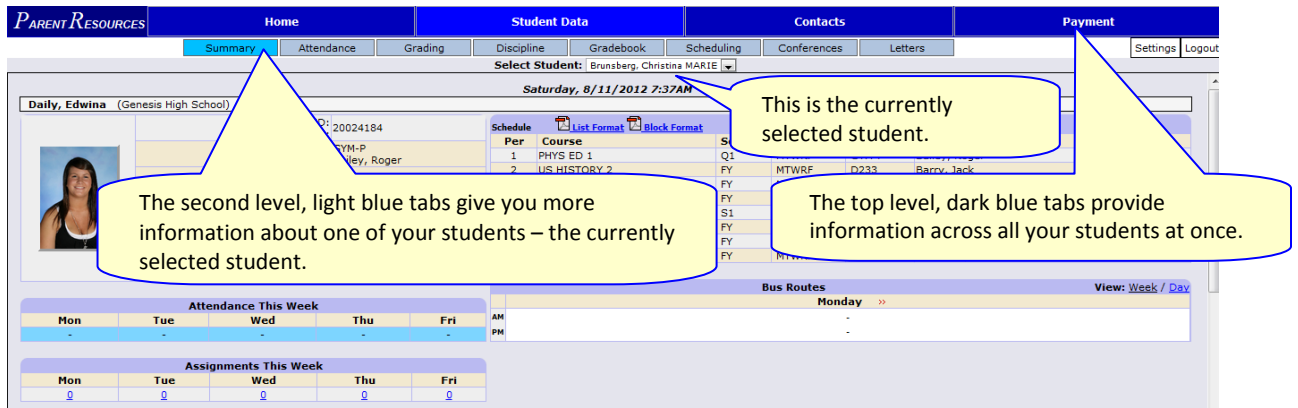 PARENT RESOURCES Home Student Data Contacts Payment
Summary Attendance Grading Discipline Gradebook Scheduling Conferences Letters Settings Logout
Select Student: Brunsberg, Christina MARIE
Saturday, 8/11/2012 7:37AM
Daily, Edwina (Genesis High School)
20024184
GYM-P
Roger
Schedule List Format Block Format
Per Course
1 PHYS ED 1 Q1
2 US HISTORY 2 FY MTWRF D233 Barry, Jack
FY
FY
S1
FY
FY
FY
This is the currently
selected student.
The second level, light blue tabs give you more
information about one of your students – the currently
selected student.
The top level, dark blue tabs provide
information across all your students at once.
Bus Routes View: Week / Day
Monday »
AM -
PM -
Attendance This Week
Mon Tue Wed Thu Fri
- - - - -
Assignments This Week
Mon Tue Wed Thu Fri
0 0 0 0 0